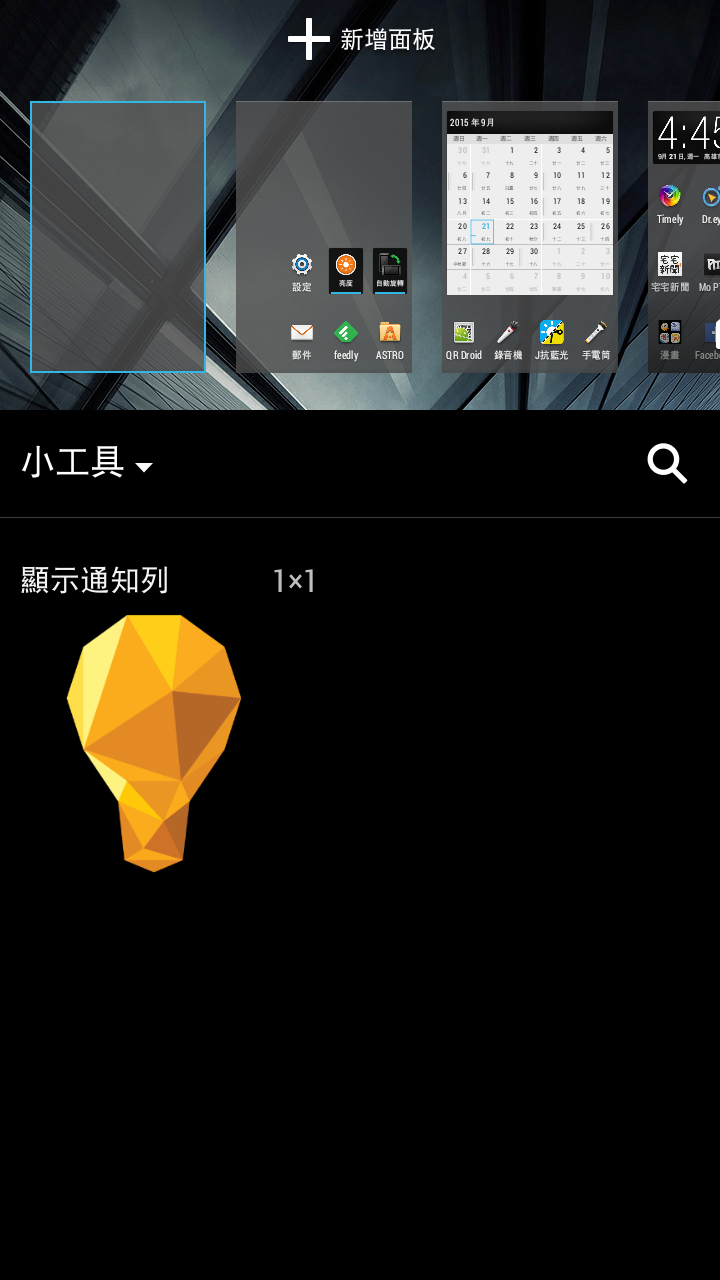 新增面板
2015 年 9月
週日 週一 週二 週三 週四 週五 週六
30 31 1 2 3 4 5
6 7 8 9 10 11 12
13 14 15 16 17 18 19
20 21 22 23 24 25 26
27 28 29 30 1 2 3
4 5 6 7 8 9 10
4:45
9月 21 日, 週一
設定 亮度 自動旋轉
郵件 feedly ASTRO
QR Droid 錄音機 J抗藍光 手電筒
Timely Dr.ey
宅宅新聞 Mo PT
漫畫 Faceb
小工具
顯示通知列 1×1